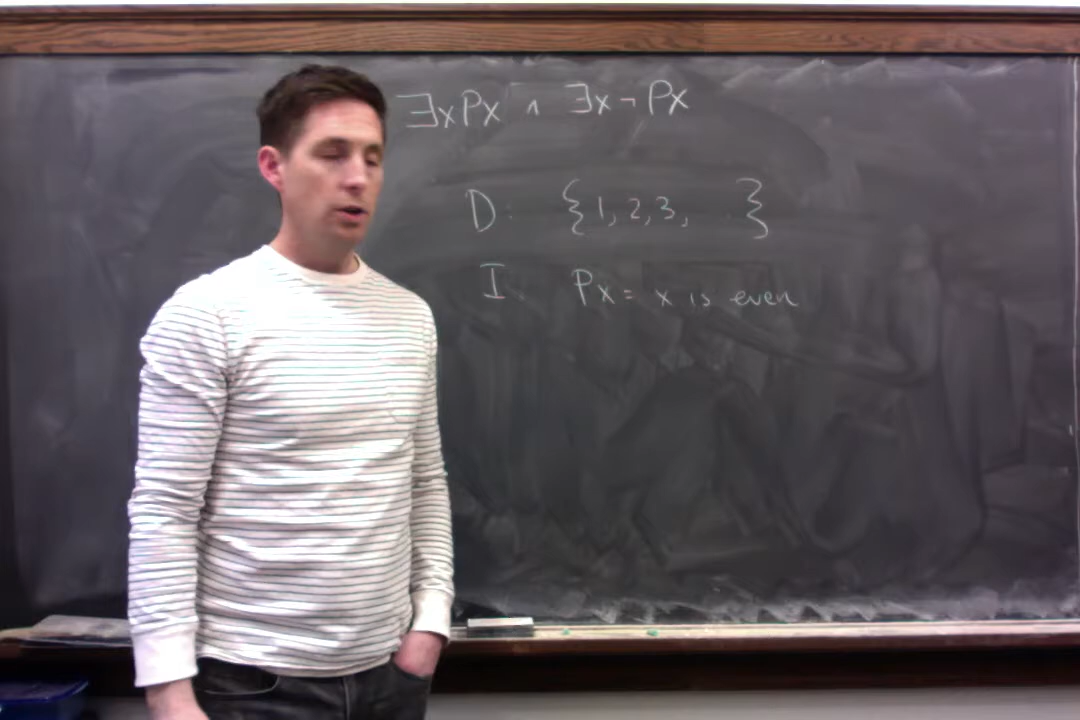 ∃xPx ∧ ∃x¬Px
D: {1, 2, 3, . . }
I: Px = x is even